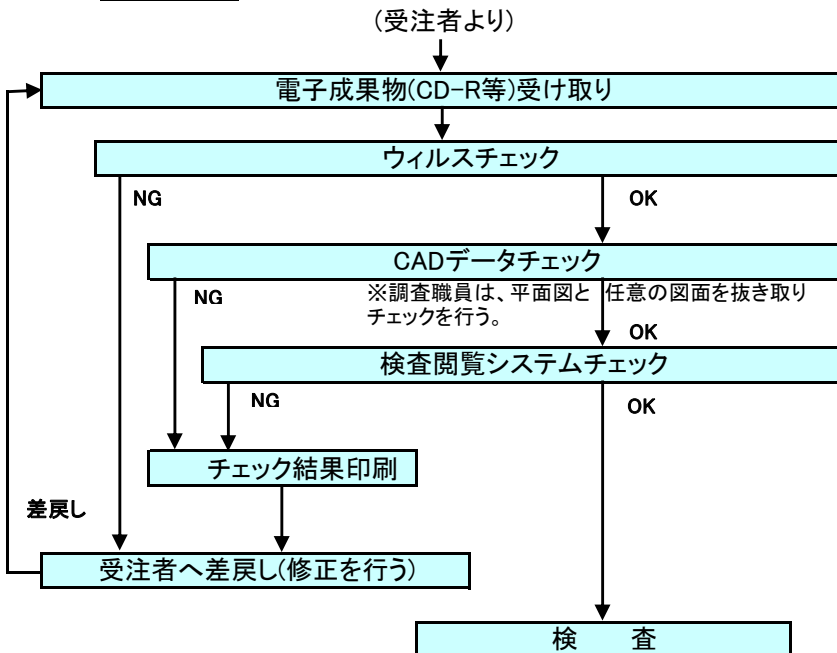 (受注者より)
電子成果物(CD-R等)受け取り
ウィルスチェック
NG
OK
CADデータチェック
NG
※調査職員は、平面図と 任意の図面を抜き取り
チェックを行う。
OK
検査閲覧システムチェック
NG
OK
チェック結果印刷
差戻し
受注者へ差戻し(修正を行う)
検　査